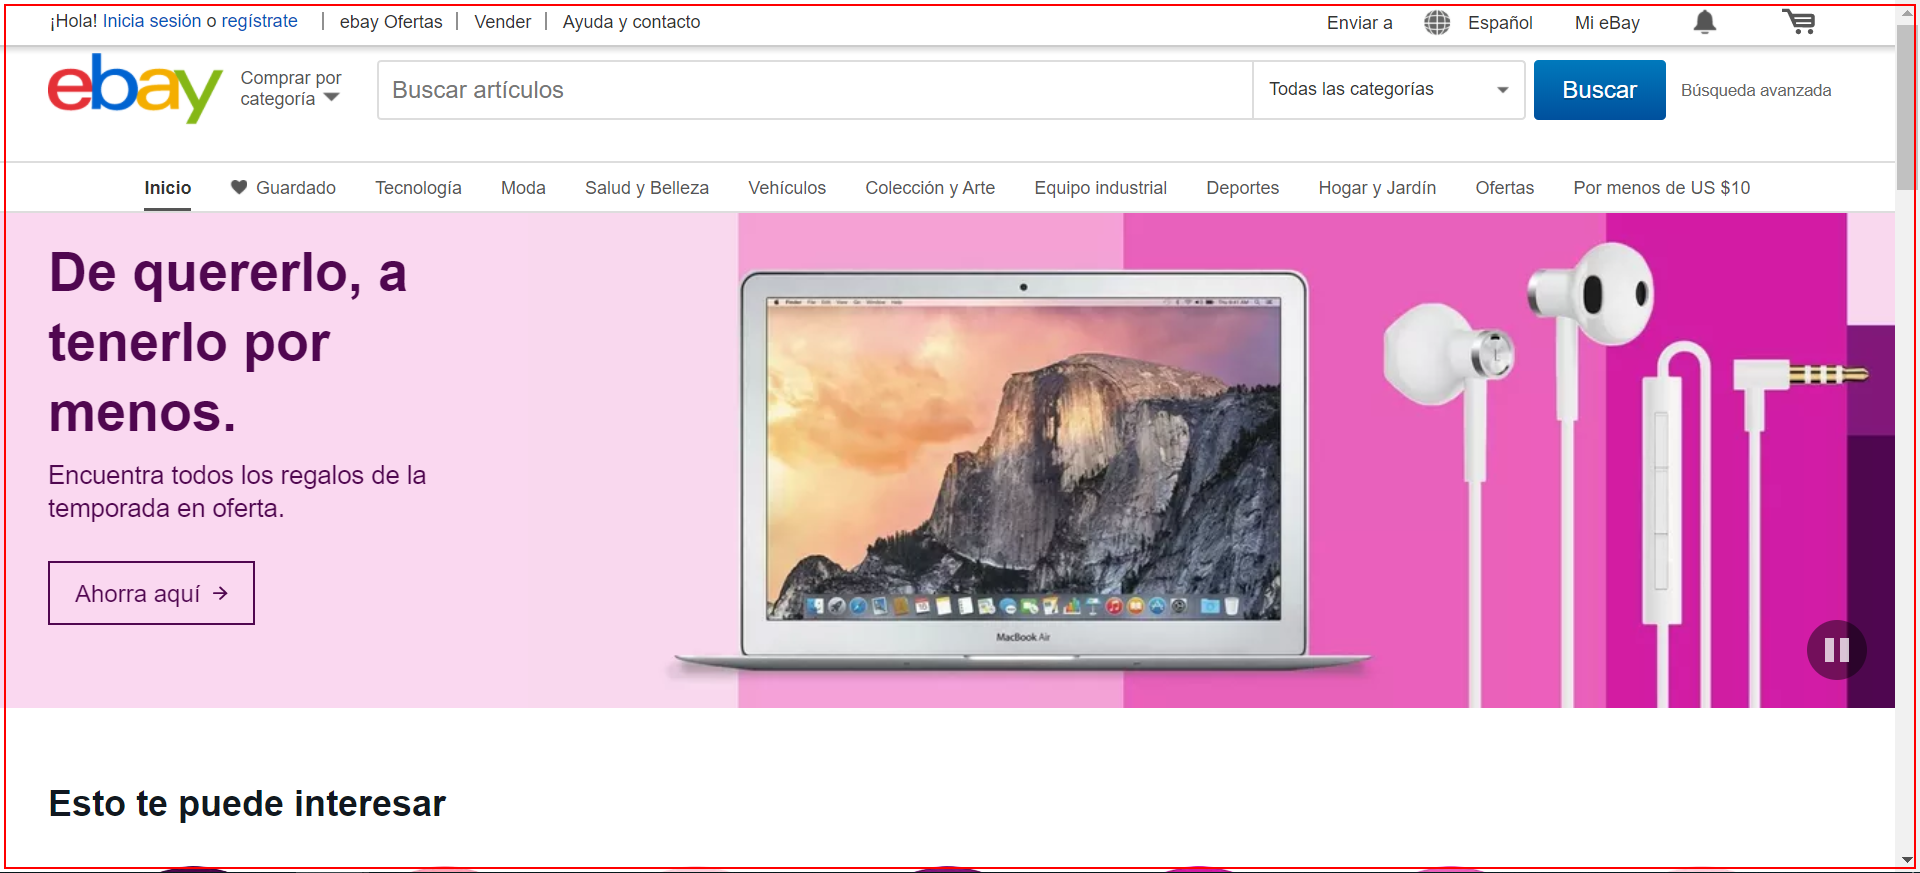 ¡Hola! Inicia sesión o regístrate | ebay Ofertas | Vender | Ayuda y contacto
Enviar a Español Mi eBay
ebay
Comprar por
categoría
Buscar artículos
Todas las categorías
Buscar
Búsqueda avanzada
Inicio Guardado Tecnología Moda Salud y Belleza Vehículos Colección y Arte Equipo industrial Deportes Hogar y Jardín Ofertas Por menos de US $10
De quererlo, a
tenerlo por
menos.
Encuentra todos los regalos de la
temporada en oferta.
Ahorra aquí →
MacBook Air
Esto te puede interesar